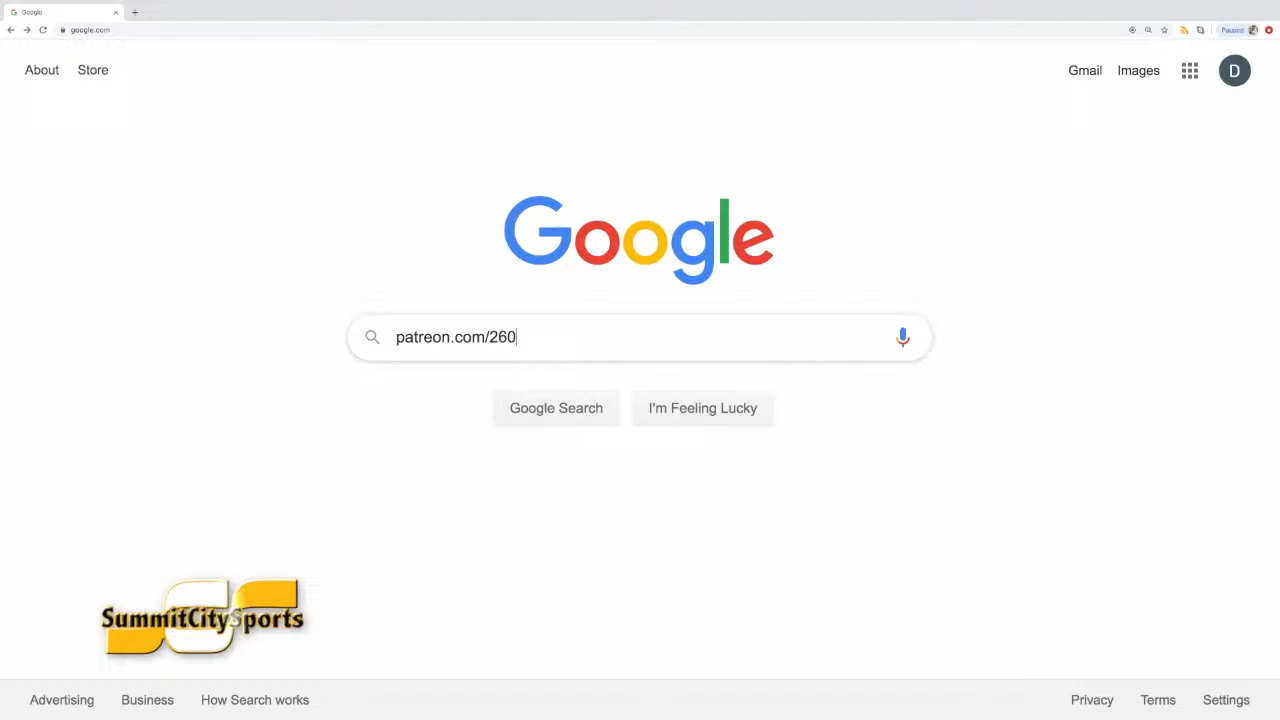 Google
google.com
Paused
About Store
Gmail Images
D
Google
patreon.com/260
Google Search I'm Feeling Lucky
SummitCitySports
Advertising Business How Search works
Privacy Terms Settings